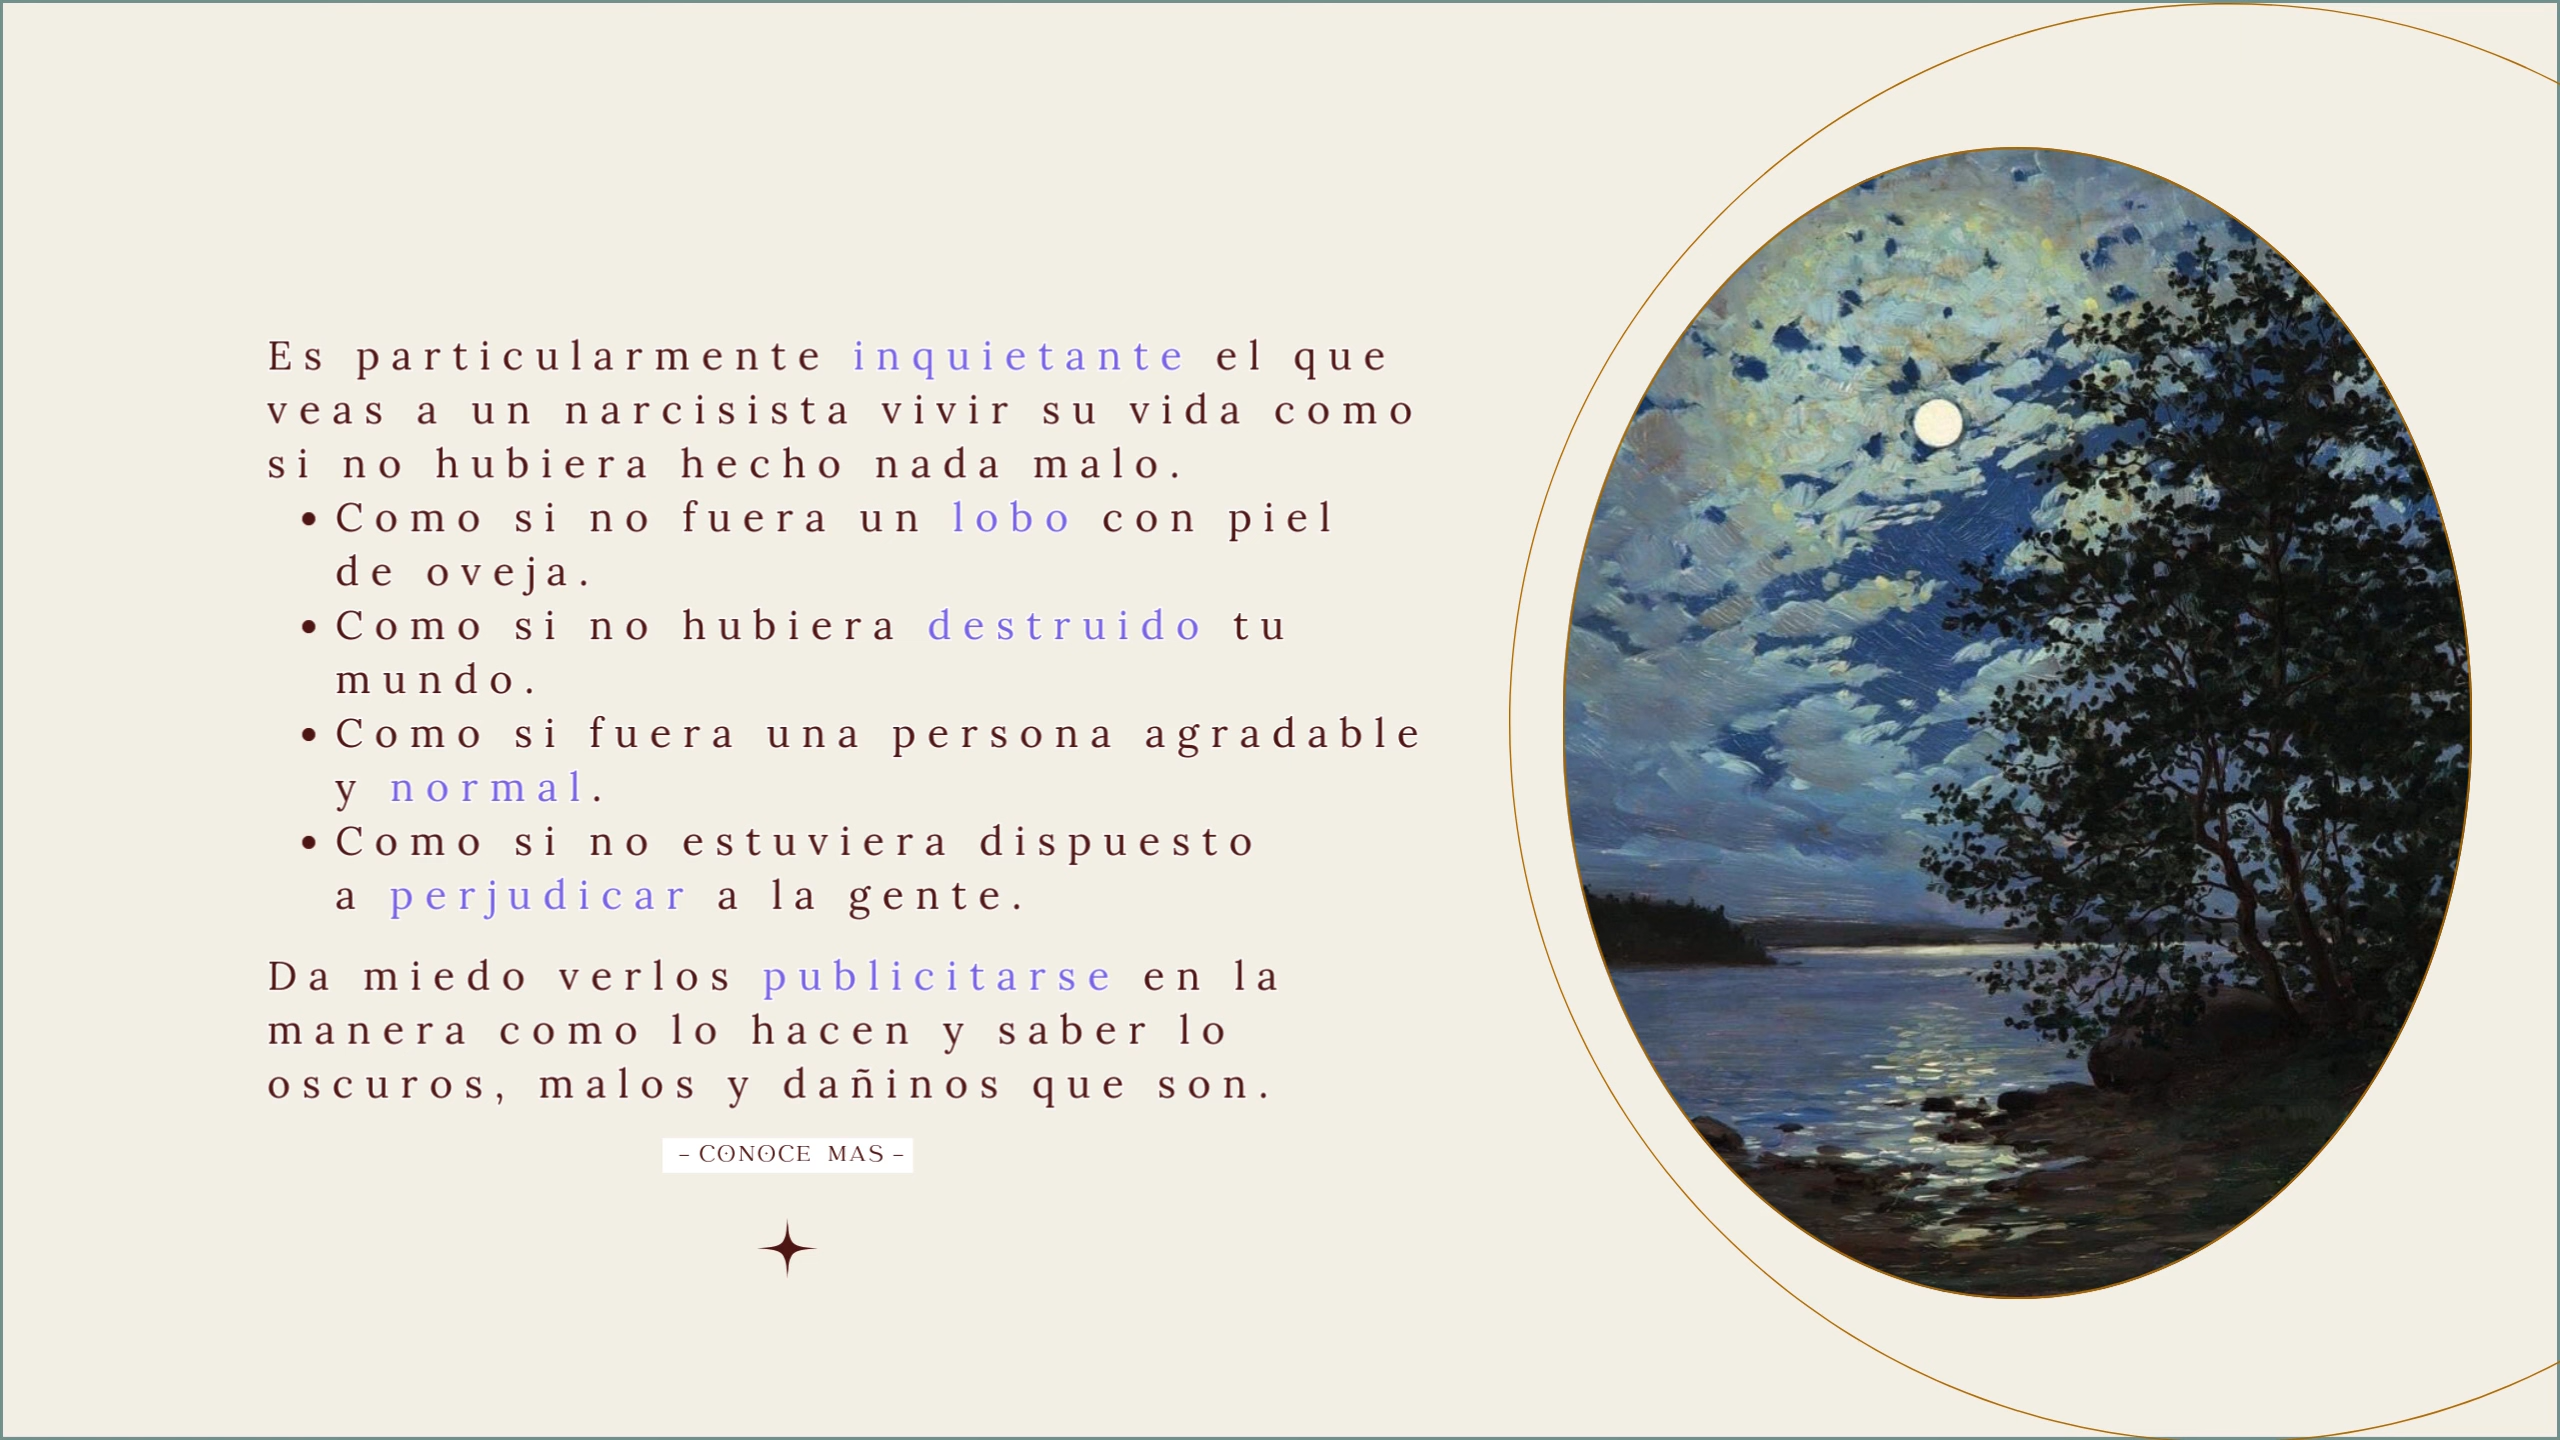 Es particularmente inquietante el que
veas a un narcisista vivir su vida como
si no hubiera hecho nada malo.
• Como si no fuera un lobo con piel
de oveja.
• Como si no hubiera destruido tu
mundo.
• Como si fuera una persona agradable
y normal.
• Como si no estuviera dispuesto
a perjudicar a la gente.
Da miedo verlos publicitarse en la
manera como lo hacen y saber lo
oscuros, malos y dañinos que son.
– CONOCE MAS –